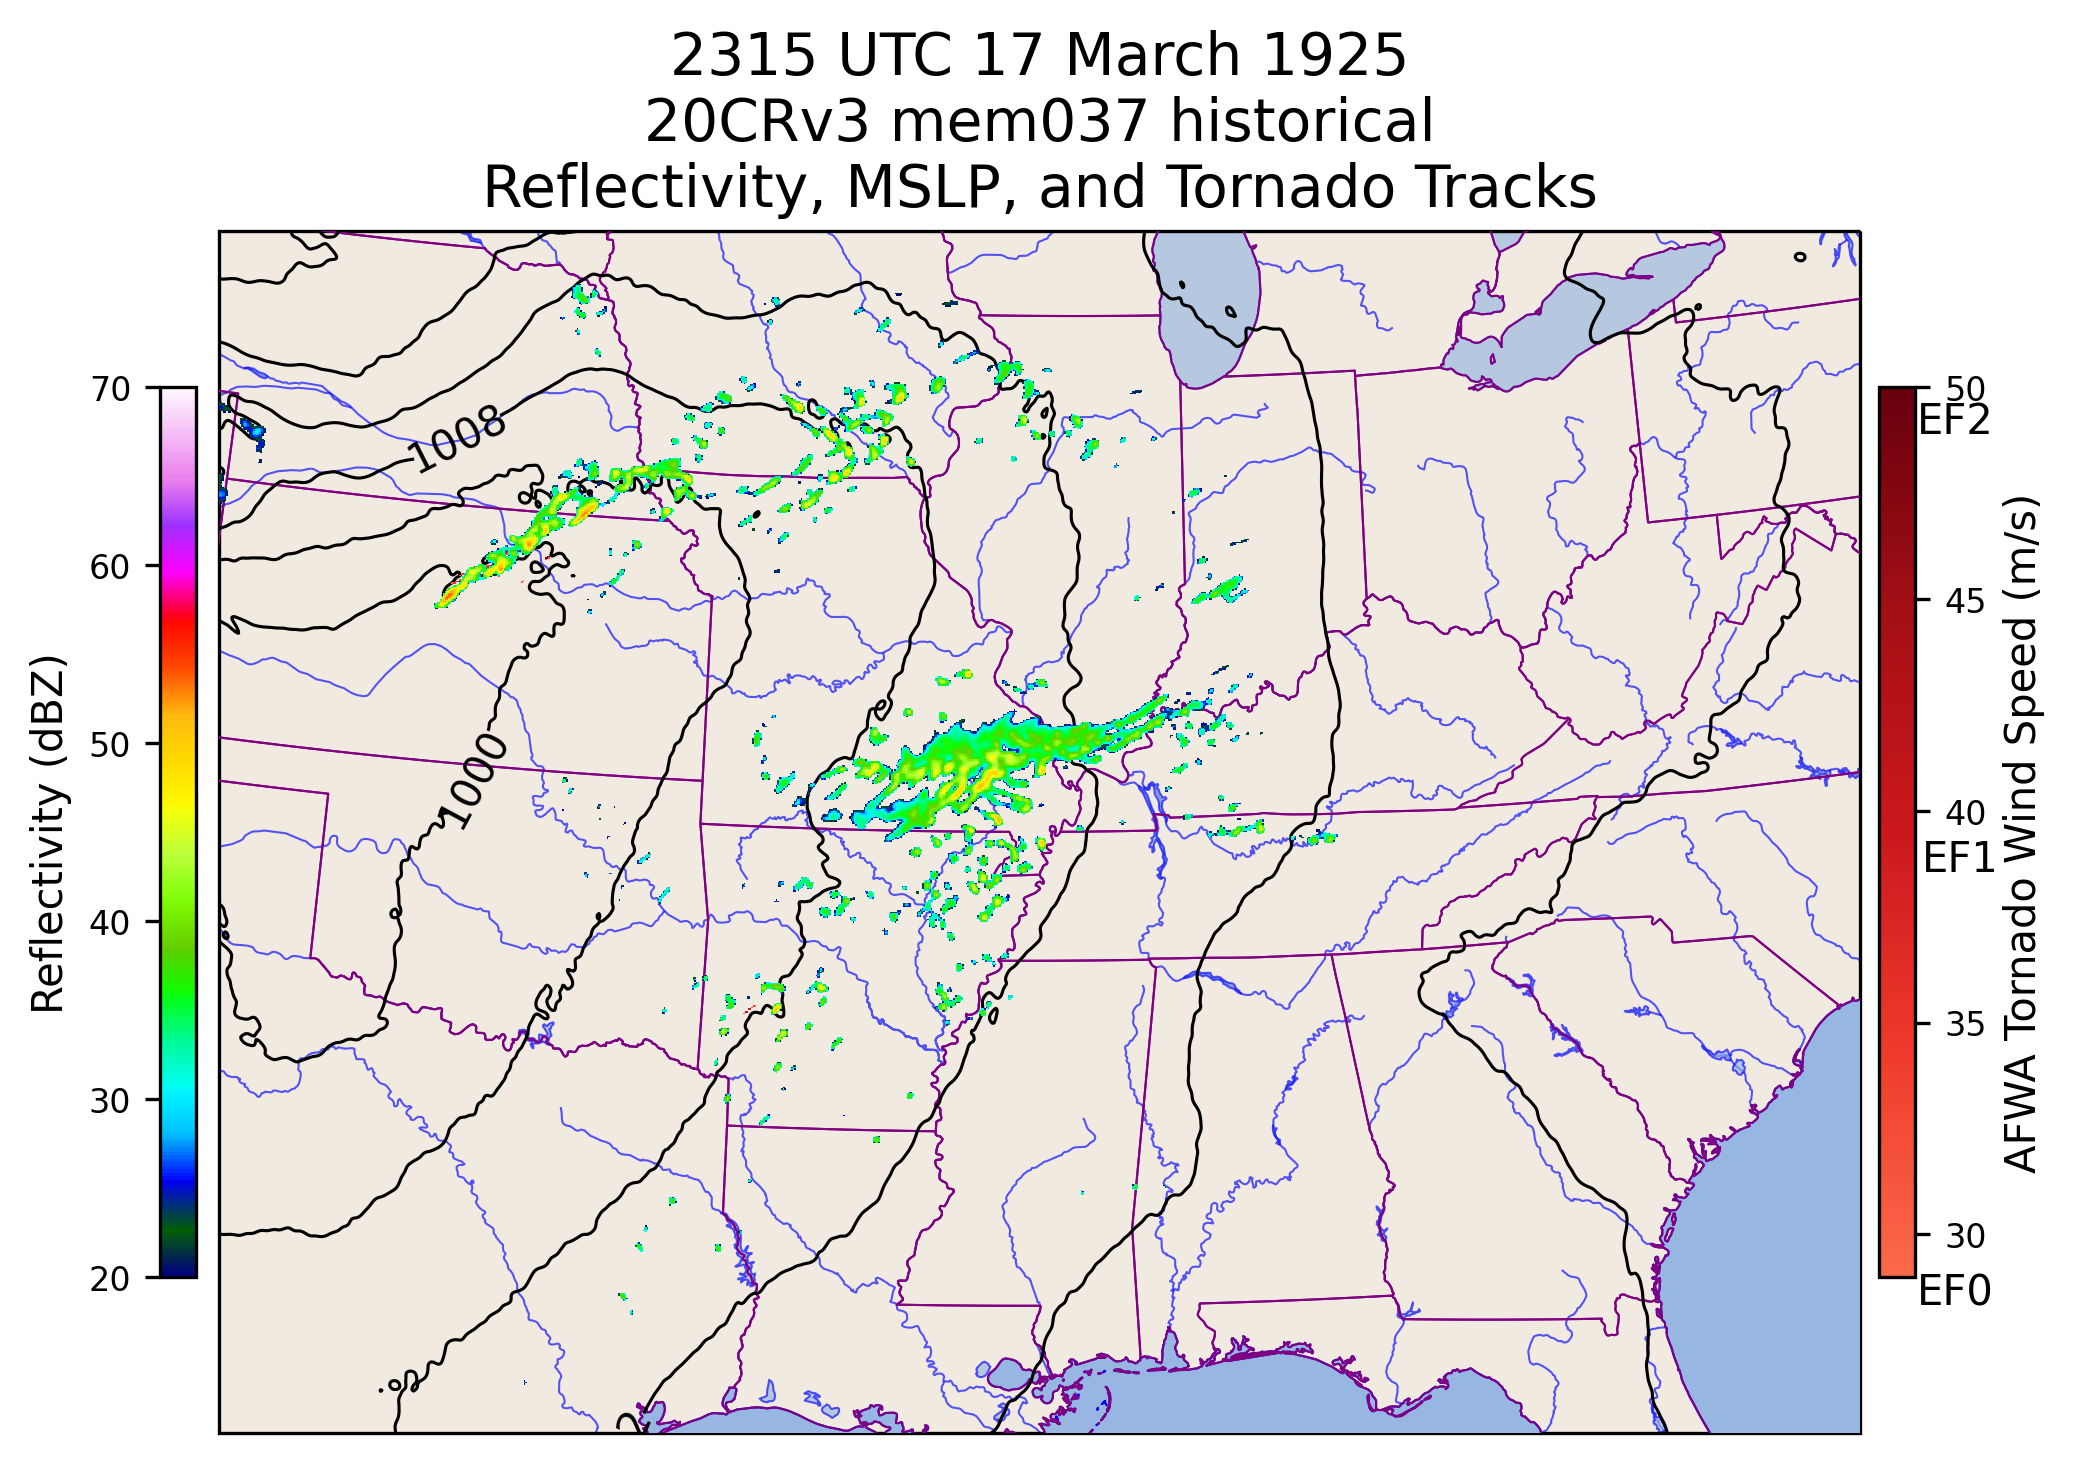 2315 UTC 17 March 1925
20CRv3 mem037 historical
Reflectivity, MSLP, and Tornado Tracks
1008
1000
70
60
50
40
30
20
Reflectivity (dBZ)
50
EF2
45
40
EF1
35
30
EF0
AFWA Tornado Wind Speed (m/s)